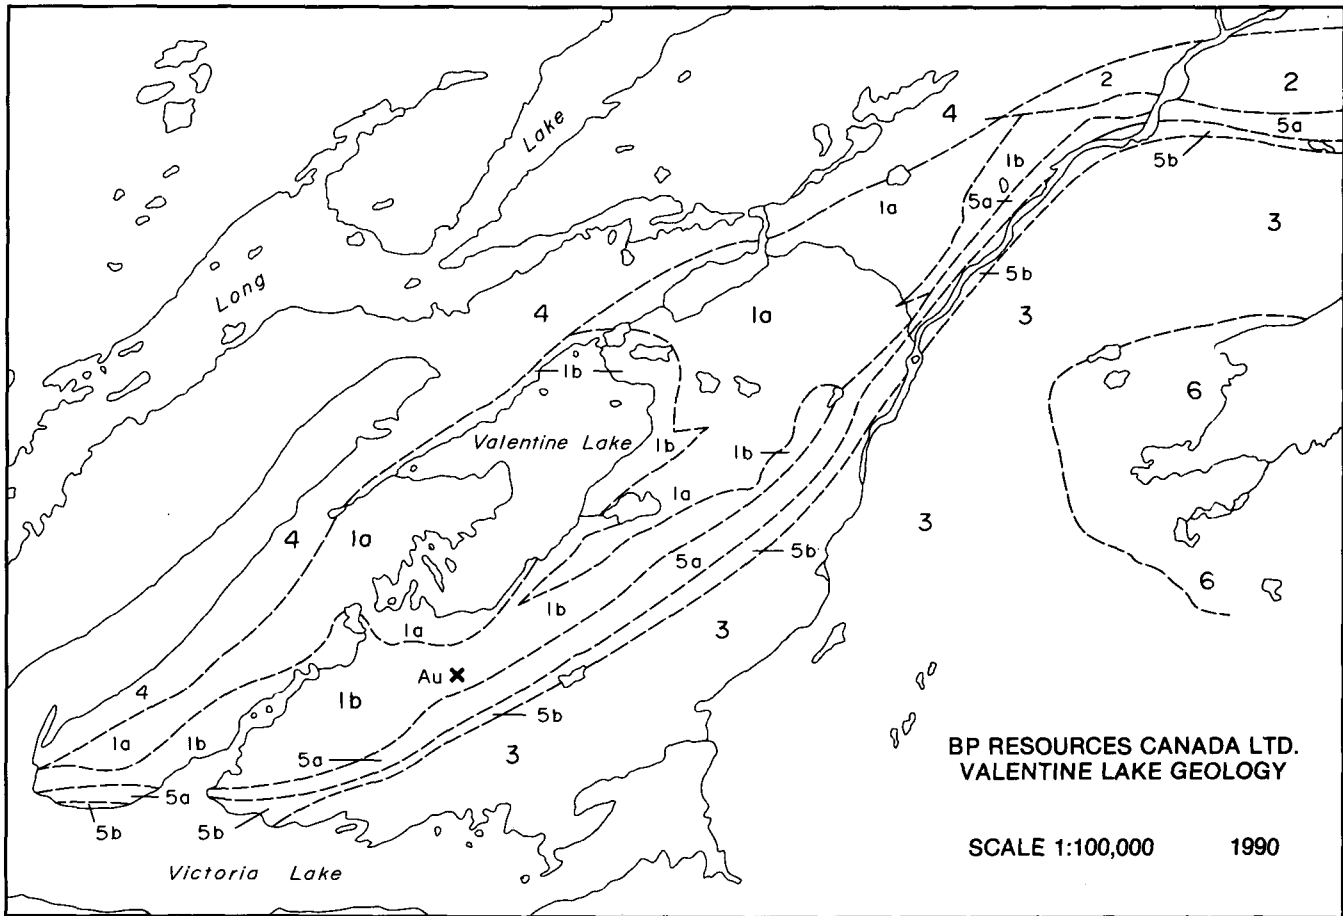 2
2
4
5a
Lake
1b
5b
1a
5a
3
5b
Long
4
1a
3
6
1b
Valentine Lake
1b
1b
1a
4
1a
3
5b
5a
6
1b
1a
3
Au
4
1b
5b
1a
1b
3
5a
BP RESOURCES CANADA LTD.
VALENTINE LAKE GEOLOGY
5a
5b
5b
SCALE 1:100,000 1990
Victoria Lake